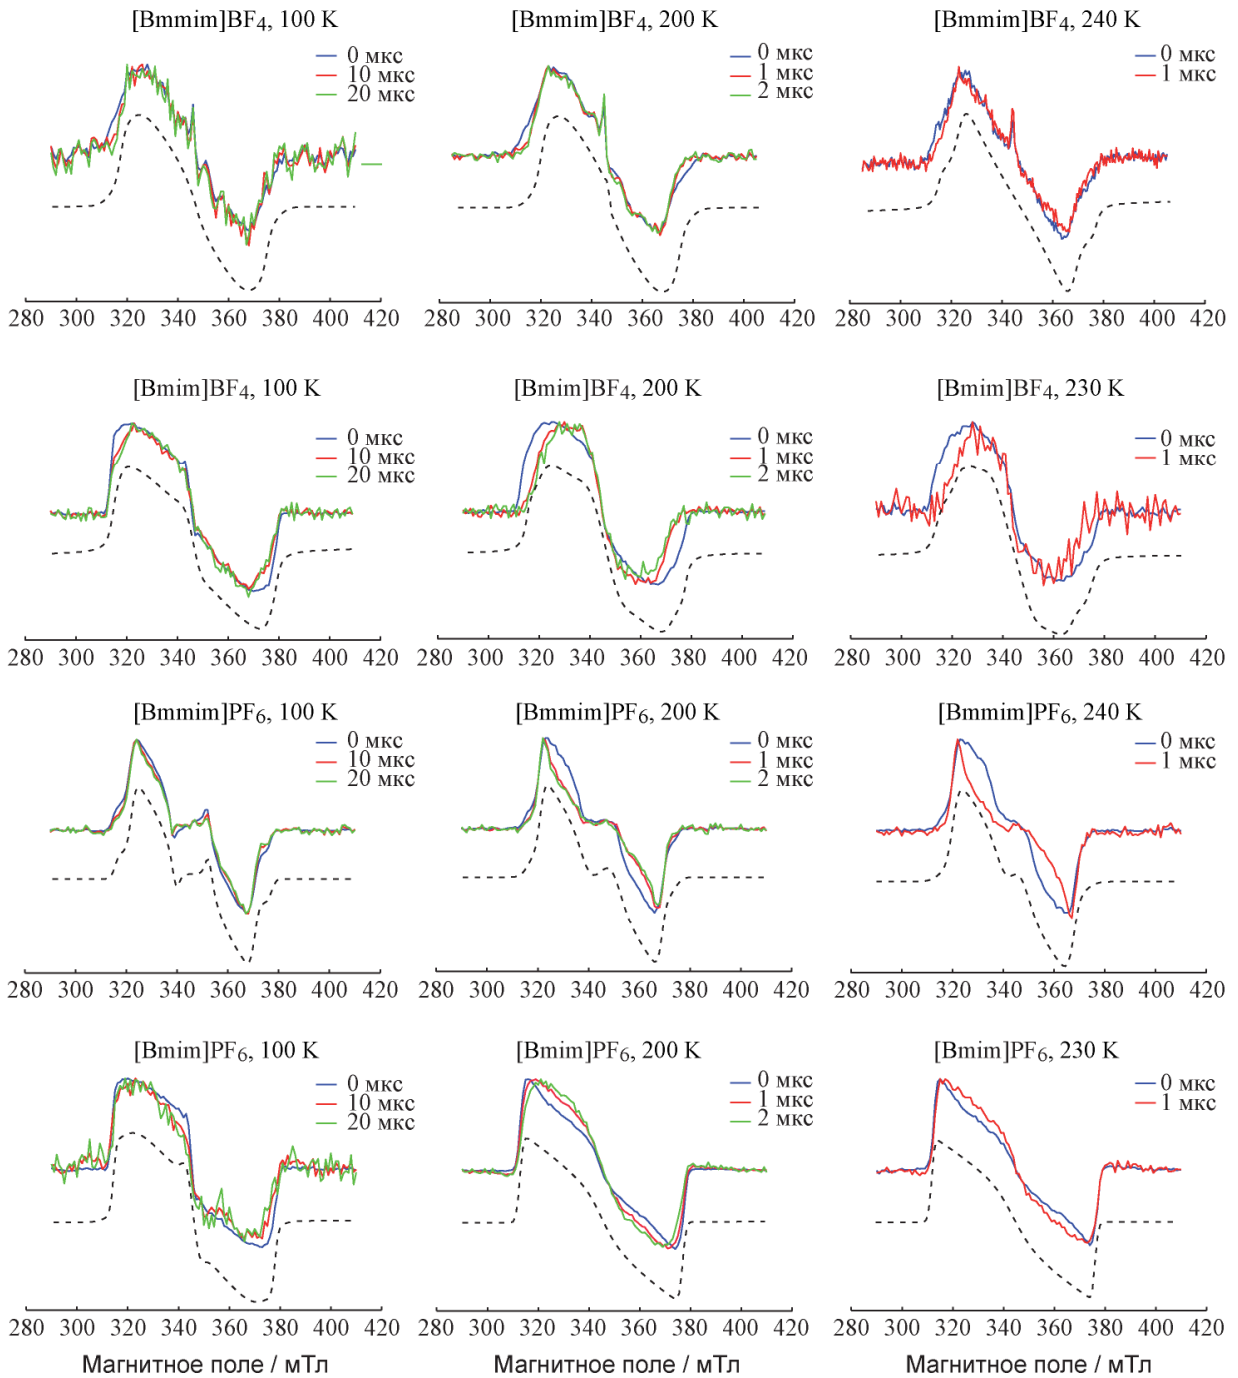 [Bmmim]BF4, 100 K
0 мкс
10 мкс
20 мкс
280 300 320 340 360 380 400 420
[Bmmim]BF4, 200 K
0 мкс
1 мкс
2 мкс
280 300 320 340 360 380 400 420
[Bmmim]BF4, 240 K
0 мкс
1 мкс
280 300 320 340 360 380 400 420
[Bmim]BF4, 100 K
0 мкс
10 мкс
20 мкс
280 300 320 340 360 380 400 420
[Bmim]BF4, 200 K
0 мкс
1 мкс
2 мкс
280 300 320 340 360 380 400 420
[Bmim]BF4, 230 K
0 мкс
1 мкс
280 300 320 340 360 380 400 420
[Bmmim]PF6, 100 K
0 мкс
10 мкс
20 мкс
280 300 320 340 360 380 400 420
[Bmmim]PF6, 200 K
0 мкс
1 мкс
2 мкс
280 300 320 340 360 380 400 420
[Bmmim]PF6, 240 K
0 мкс
1 мкс
280 300 320 340 360 380 400 420
[Bmim]PF6, 100 K
0 мкс
10 мкс
20 мкс
280 300 320 340 360 380 400 420
Магнитное поле / мТл
[Bmim]PF6, 200 K
0 мкс
1 мкс
2 мкс
280 300 320 340 360 380 400 420
Магнитное поле / мТл
[Bmim]PF6, 230 K
0 мкс
1 мкс
280 300 320 340 360 380 400 420
Магнитное поле / мТл